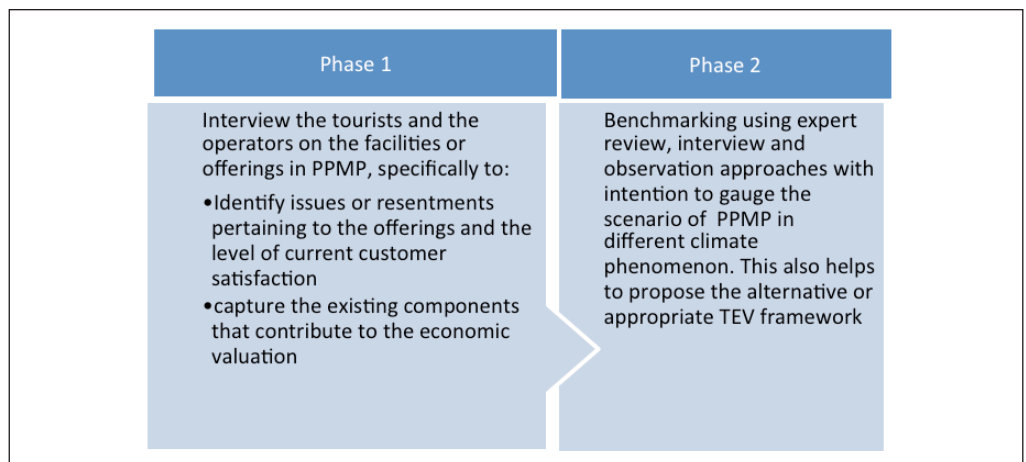 Phase 1
Interview the tourists and the
operators on the facilities or
offerings in PPMP, specifically to:
•Identify issues or resentments
pertaining to the offerings and the
level of current customer
satisfaction
•capture the existing components
that contribute to the economic
valuation
Phase 2
Benchmarking using expert
review, interview and
observation approaches with
intention to gauge the
scenario of PPMP in
different climate
phenomenon. This also helps
to propose the alternative or
appropriate TEV framework